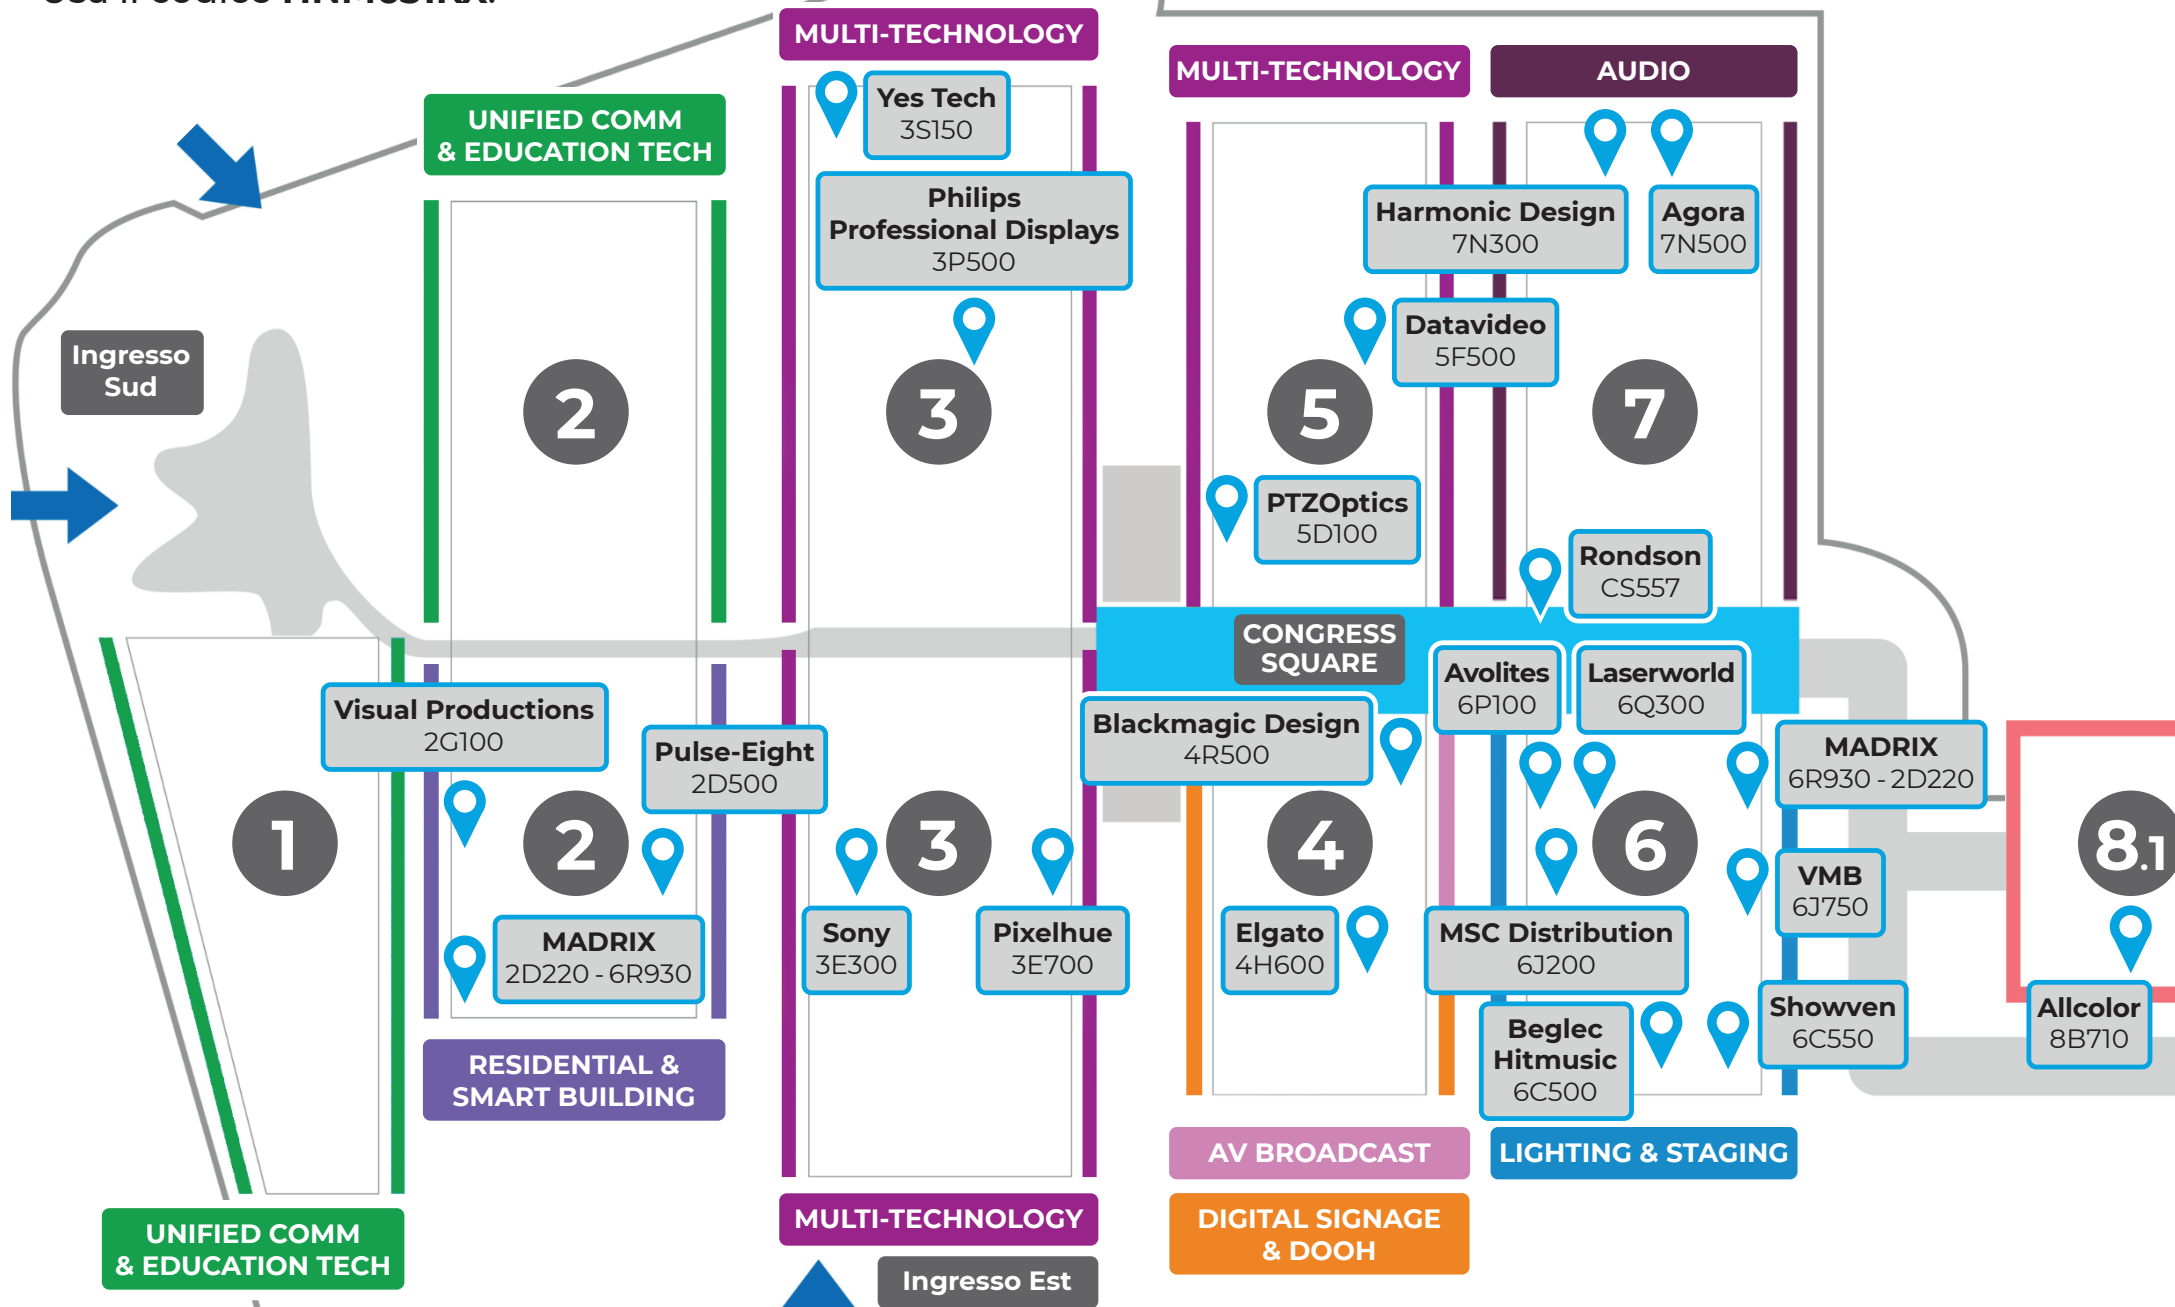 MULTI-TECHNOLOGY
MULTI-TECHNOLOGY
AUDIO
UNIFIED COMM
& EDUCATION TECH
Yes Tech
3S150
Philips
Professional Displays
3P500
Harmonic Design
7N300
Agora
7N500
Datavideo
5F500
Ingresso
Sud
2
3
5
7
PTZOptics
5D100
Rondson
CS557
CONGRESS
SQUARE
Avolites
6P100
Laserworld
6Q300
Visual Productions
2G100
Pulse-Eight
2D500
Blackmagic Design
4R500
MADRIX
6R930 - 2D220
1
2
3
4
6
8.1
VMB
6J750
MADRIX
2D220 - 6R930
Sony
3E300
Pixelhue
3E700
Elgato
4H600
MSC Distribution
6J200
Beglec
Hitmusic
6C500
Showven
6C550
Allcolor
8B710
RESIDENTIAL &
SMART BUILDING
AV BROADCAST
LIGHTING & STAGING
UNIFIED COMM
& EDUCATION TECH
MULTI-TECHNOLOGY
DIGITAL SIGNAGE
& DOOH
Ingresso Est